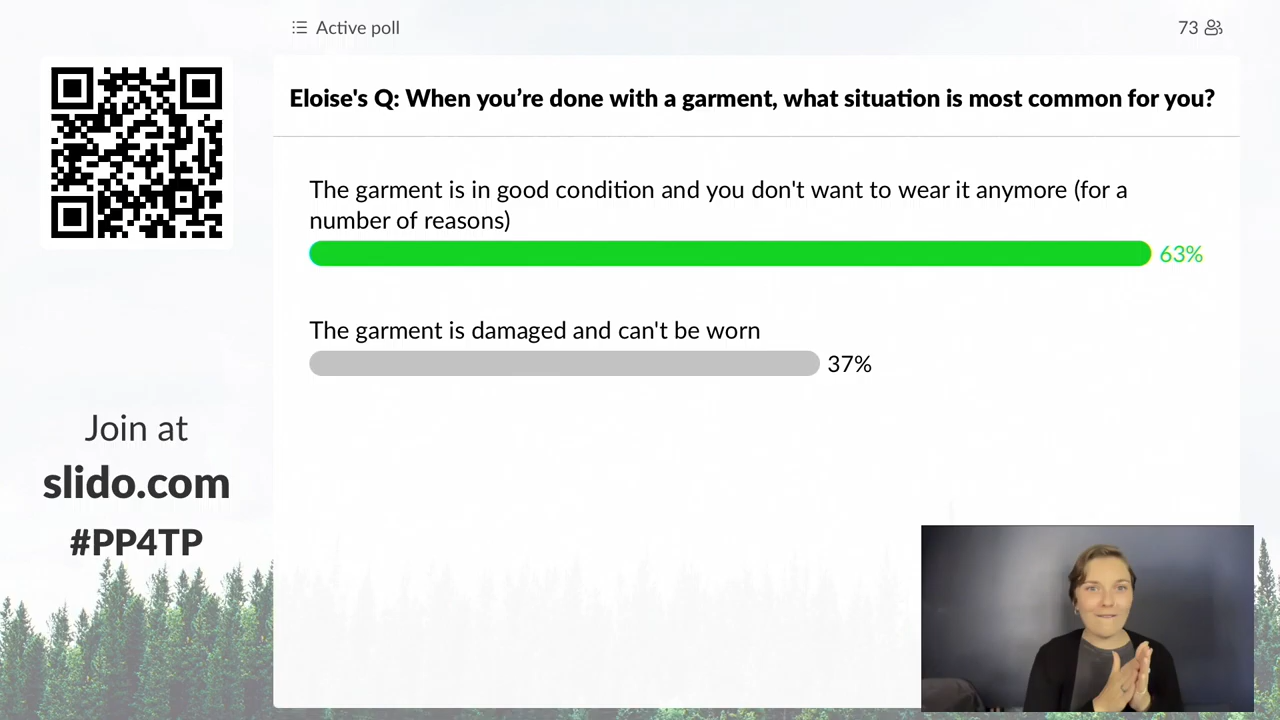 Active poll
73
Eloise's Q: When you’re done with a garment, what situation is most common for you?
The garment is in good condition and you don't want to wear it anymore (for a
number of reasons)
63%
The garment is damaged and can't be worn
37%
Join at
slido.com
#PP4TP